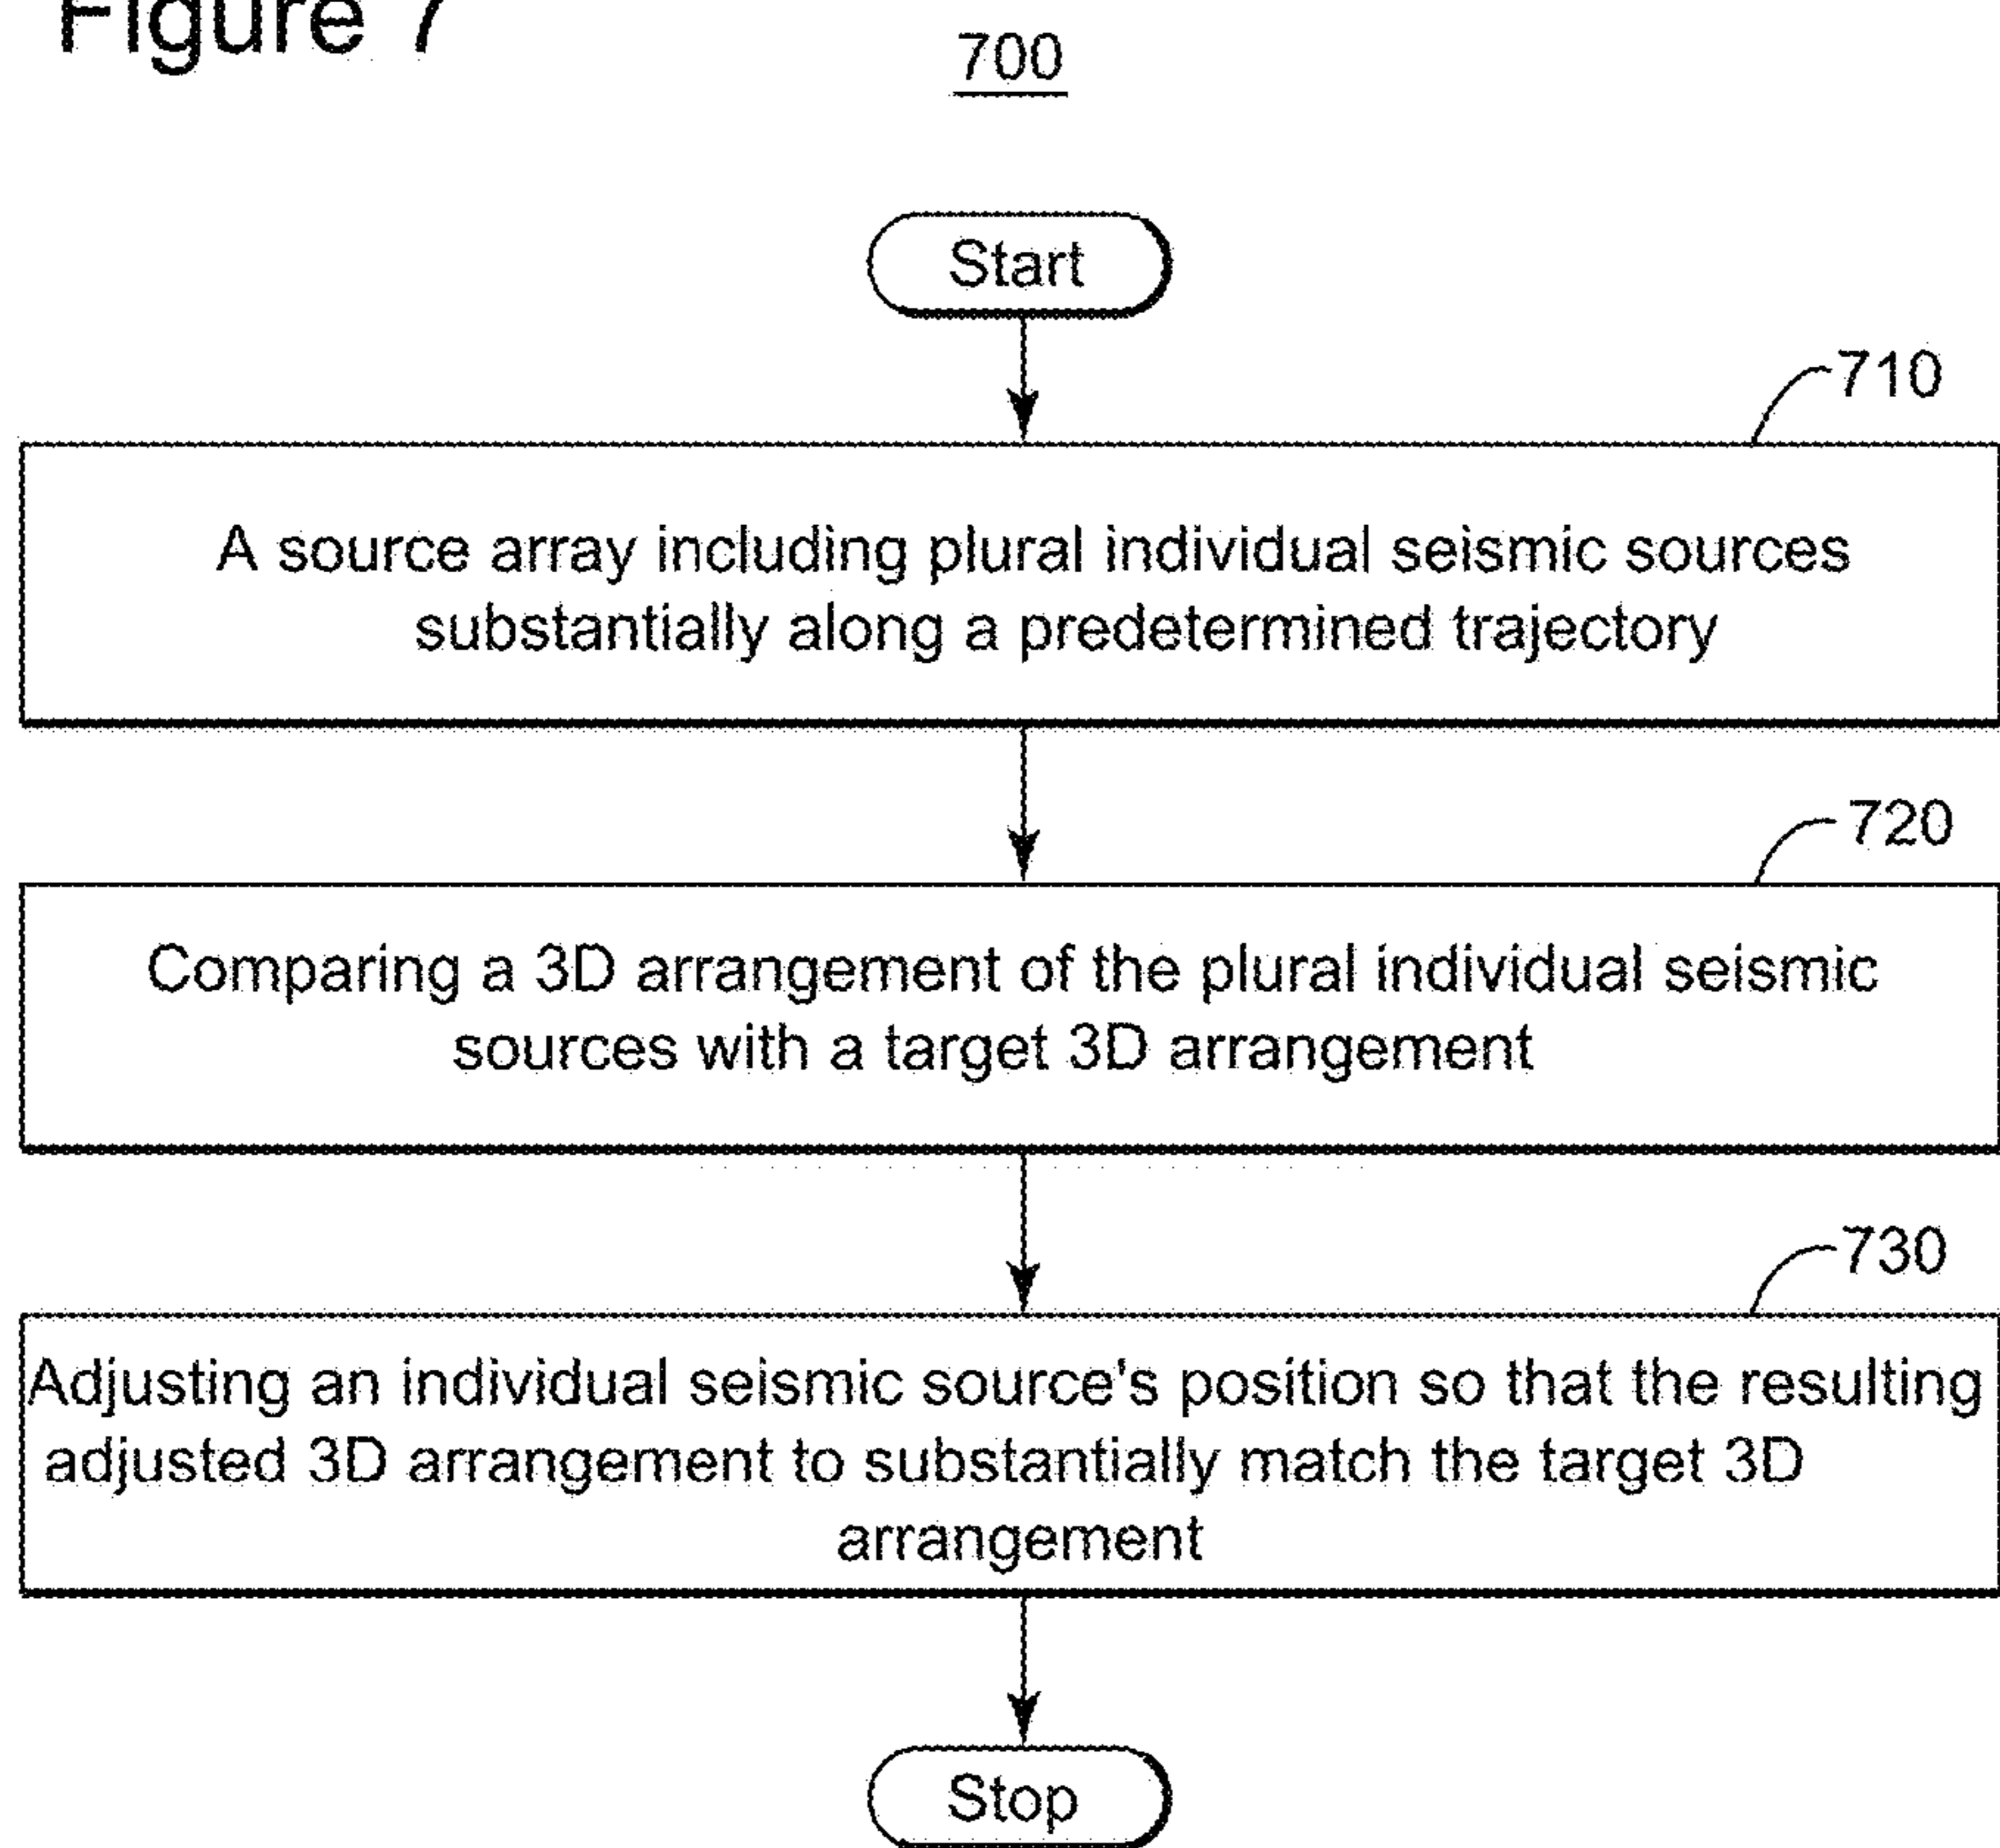 Figure 7
700
Start
710
A source array including plural individual seismic sources
substantially along a predetermined trajectory
720
Comparing a 3D arrangement of the plural individual seismic
sources with a target 3D arrangement
730
Adjusting an individual seismic source's position so that the resulting
adjusted 3D arrangement to substantially match the target 3D
arrangement
Stop